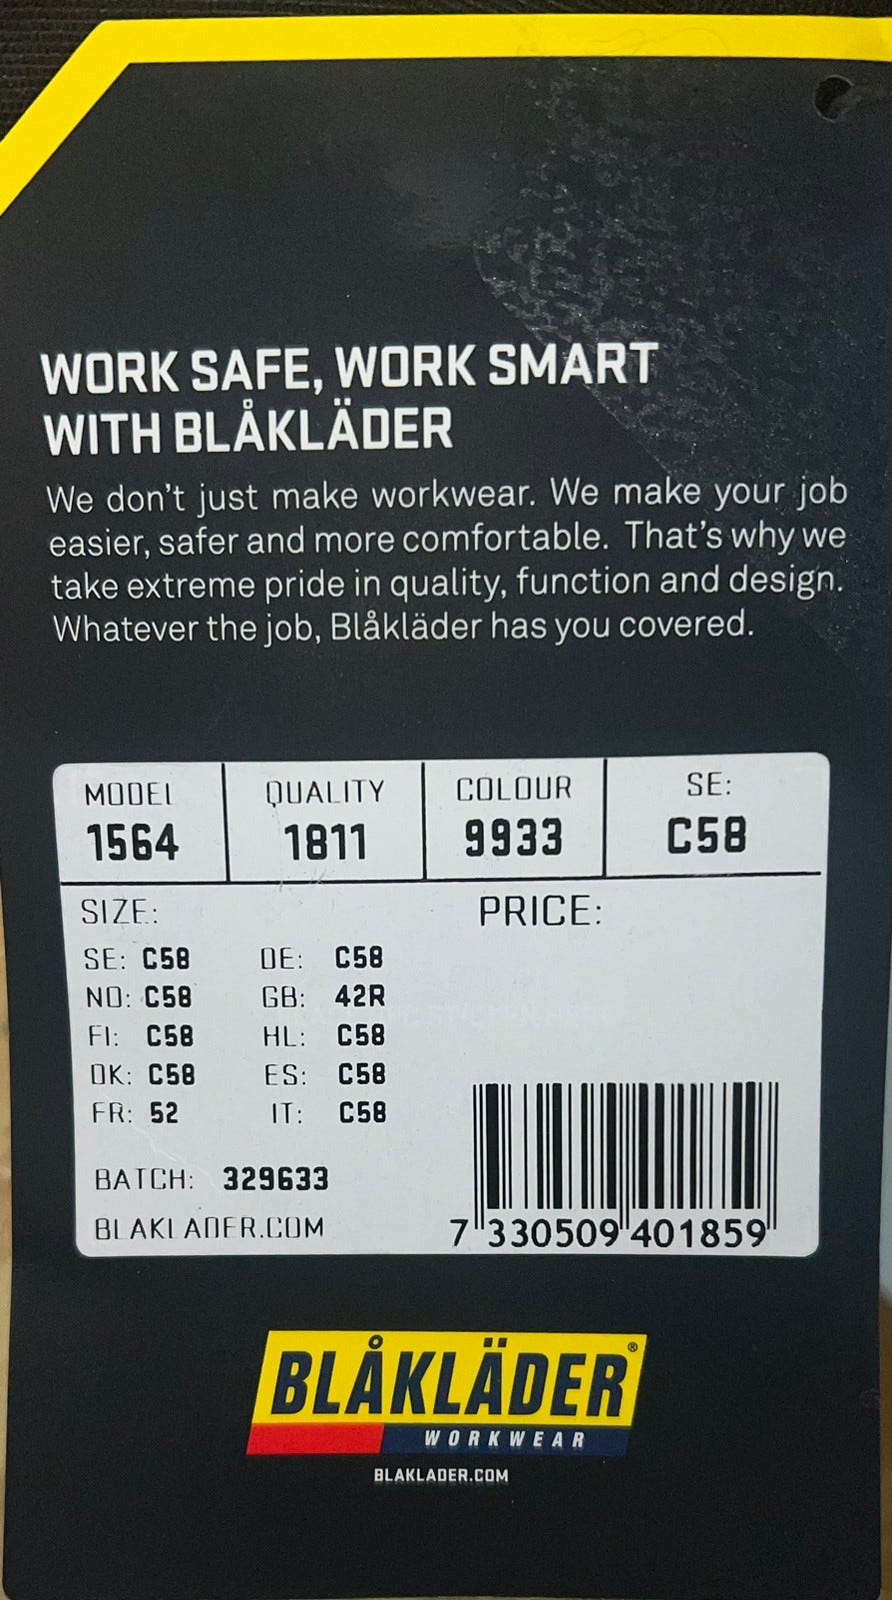 WORK SAFE, WORK SMART
WITH BLÅKLÄDER
We don't just make workwear. We make your job
easier, safer and more comfortable. That's why we
take extreme pride in quality, function and design.
Whatever the job, Blåkläder has you covered.
MODEL QUALITY COLOUR SE:
1564 1811 9933 C58
SIZE: PRICE:
SE: C58 DE: C58
NO: C58 GB: 42R
FI: C58 HL: C58
DK: C58 ES: C58
FR: 52 IT: C58
BATCH: 329633
BLAKLADER.COM
7 330509 401859
BLÅKLÄDER®
WORKWEAR
BLAKLADER.COM